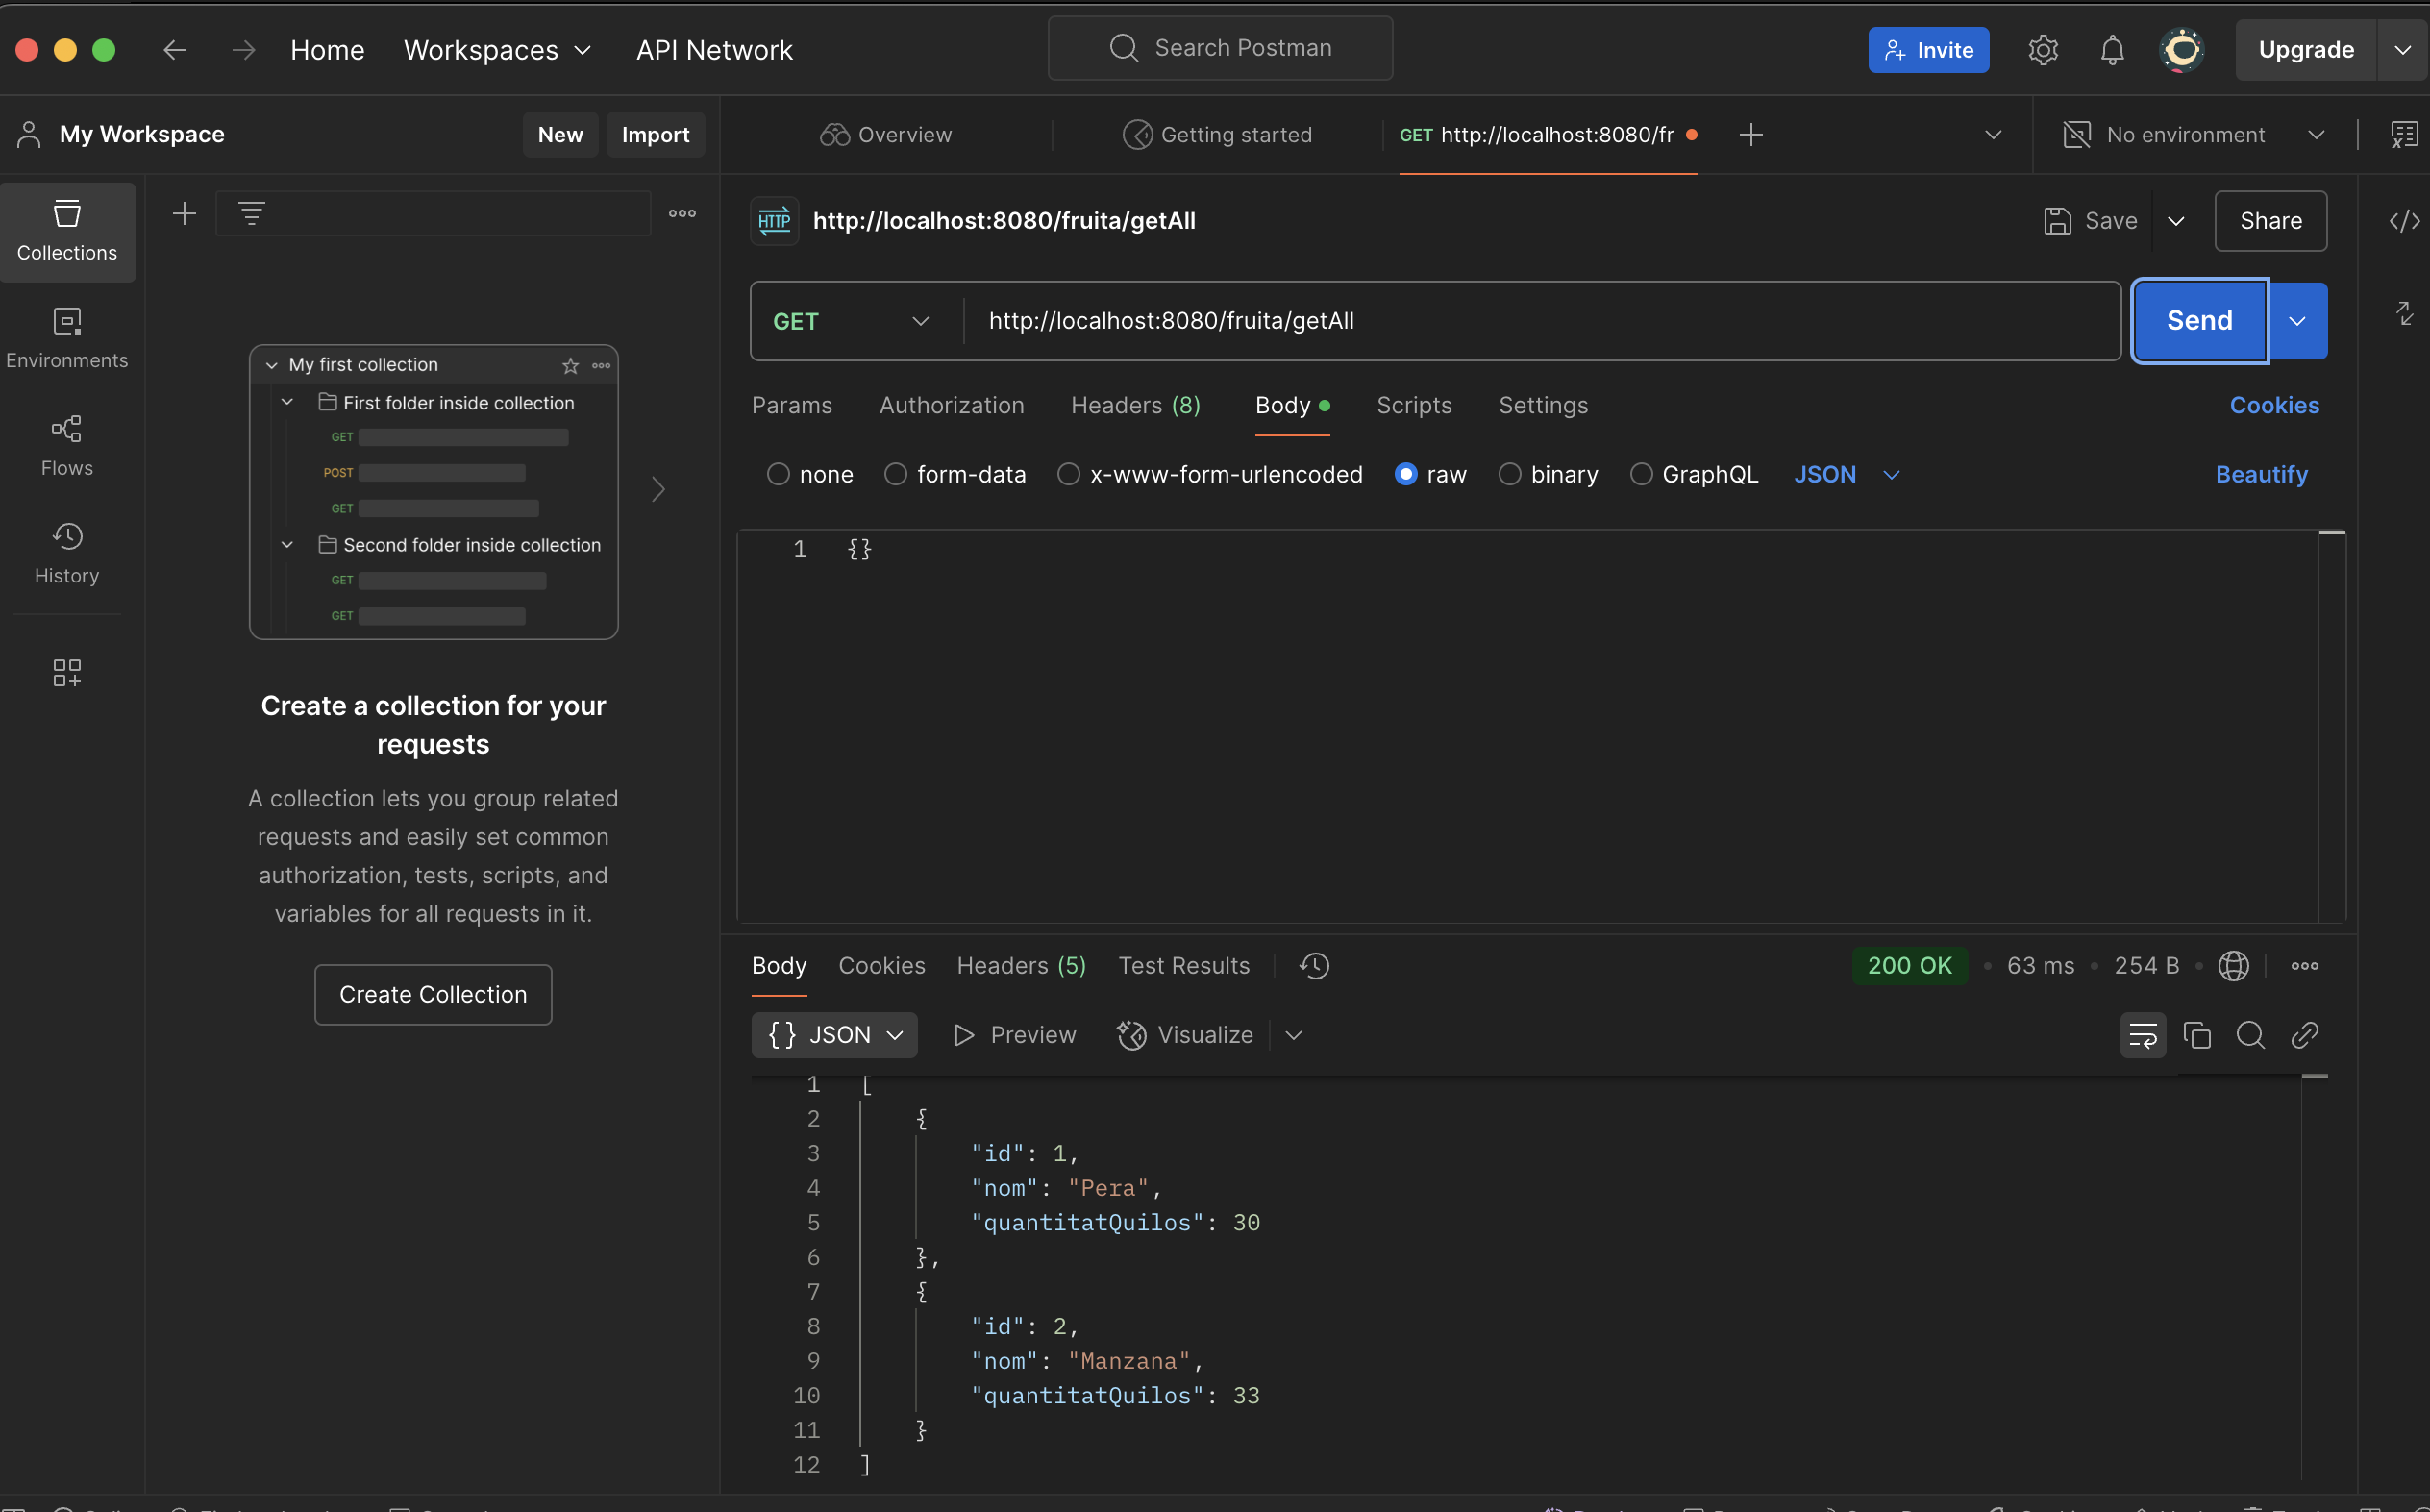 Home Workspaces API Network Search Postman Invite Upgrade
My Workspace New Import Overview Getting started GET http://localhost:8080/fr No environment
Collections
Environments
Flows
History
My first collection
First folder inside collection
GET
POST
GET
Second folder inside collection
GET
GET
Create a collection for your
requests
A collection lets you group related
requests and easily set common
authorization, tests, scripts, and
variables for all requests in it.
Create Collection
HTTP http://localhost:8080/fruita/getAll Save Share
GET http://localhost:8080/fruita/getAll Send
Params Authorization Headers (8) Body Scripts Settings Cookies
none form-data x-www-form-urlencoded raw binary GraphQL JSON Beautify
1 {}
Body Cookies Headers (5) Test Results 200 OK 63 ms 254 B
{} JSON Preview Visualize
1 [
2 {
3 "id": 1,
4 "nom": "Pera",
5 "quantitatQuilos": 30
6 },
7 {
8 "id": 2,
9 "nom": "Manzana",
10 "quantitatQuilos": 33
11 }
12 ]